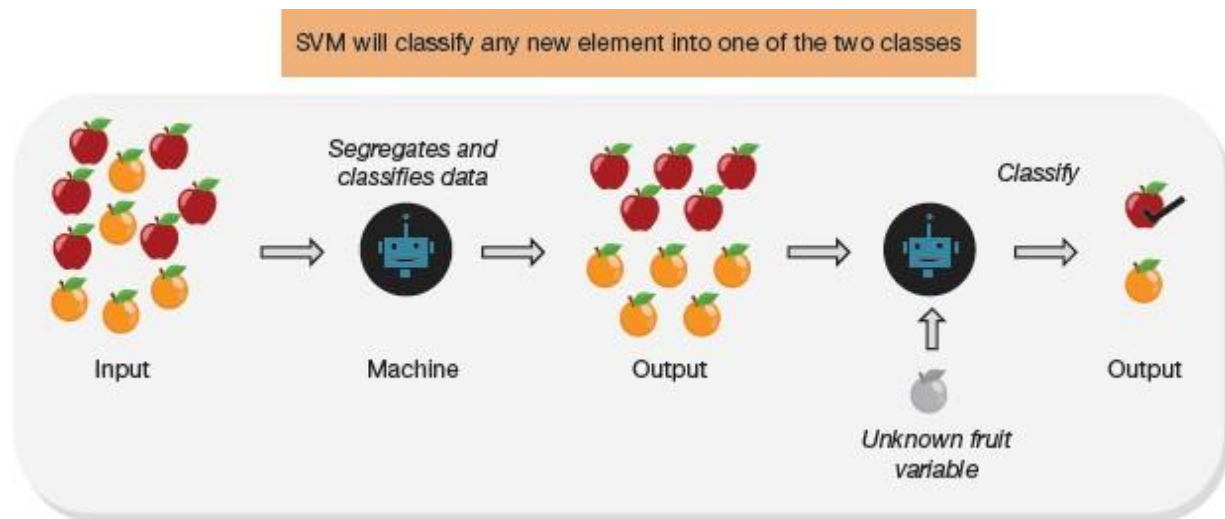 SVM will classify any new element into one of the two classes
Segregates and
classifies data
Classify
Input
Machine
Output
Output
Unknown fruit
variable